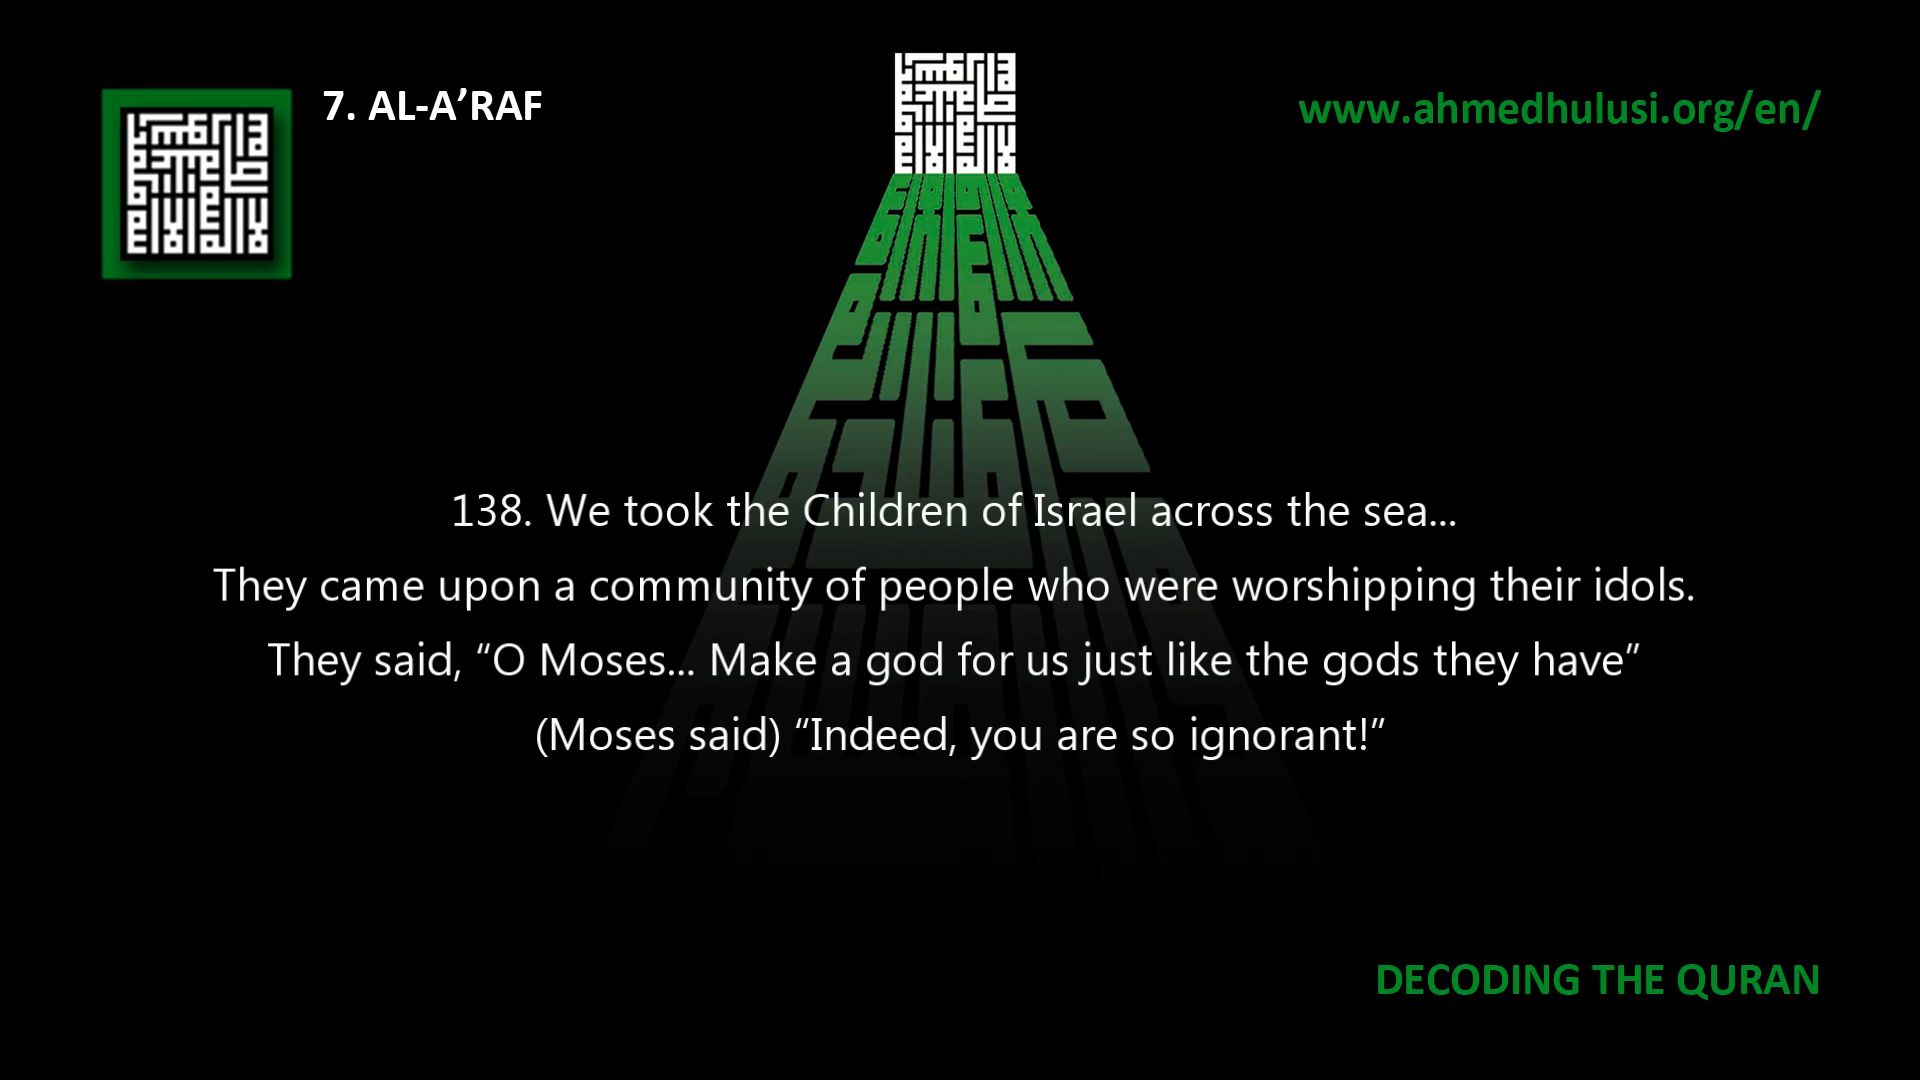 7. AL-A’RAF
www.ahmedhulusi.org/en/
138. We took the Children of Israel across the sea...
They came upon a community of people who were worshipping their idols.
They said, “O Moses... Make a god for us just like the gods they have”
(Moses said) “Indeed, you are so ignorant!”
DECODING THE QURAN